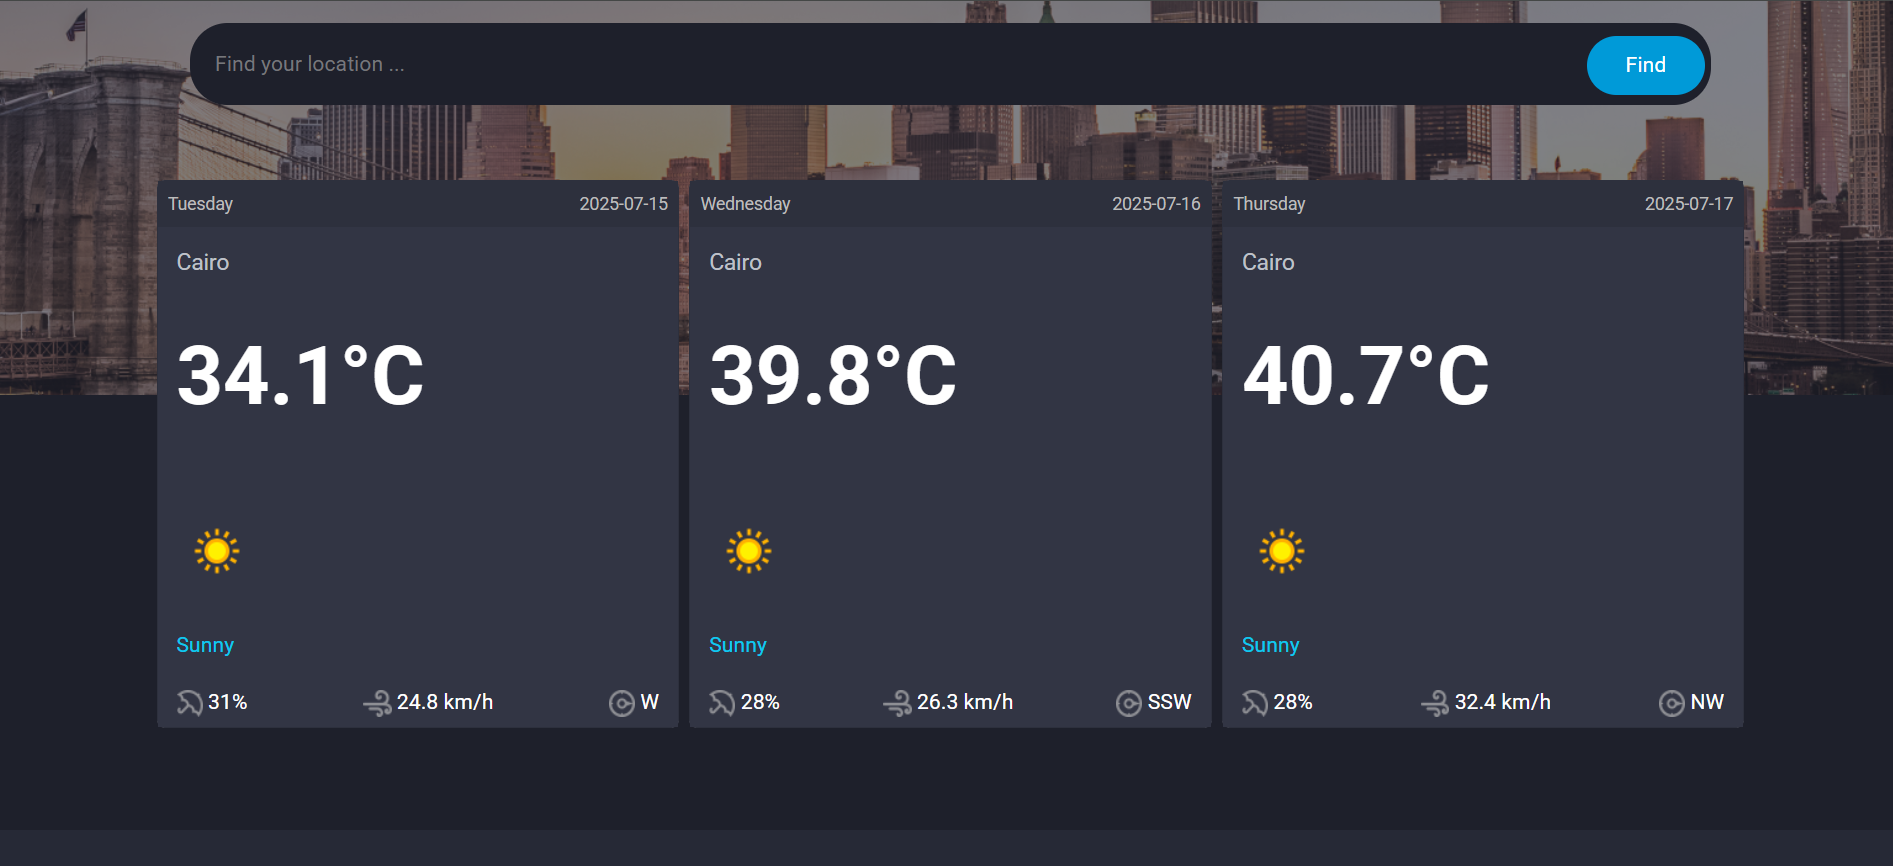 Find your location ...
Find
Tuesday 2025-07-15
Cairo
34.1°C
Sunny
31% 24.8 km/h W
Wednesday 2025-07-16
Cairo
39.8°C
Sunny
28% 26.3 km/h SSW
Thursday 2025-07-17
Cairo
40.7°C
Sunny
28% 32.4 km/h NW